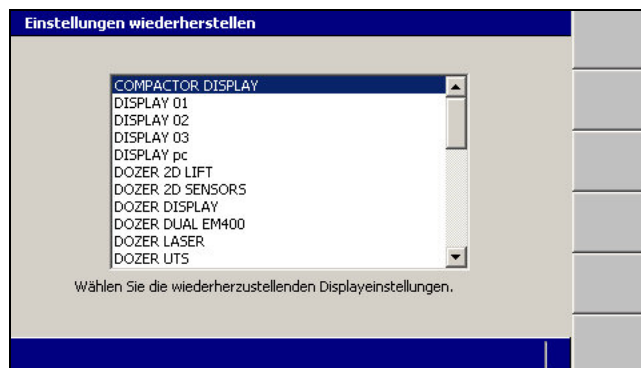 Einstellungen wiederherstellen
COMPACTOR DISPLAY
DISPLAY 01
DISPLAY 02
DISPLAY 03
DISPLAY pc
DOZER 2D LIFT
DOZER 2D SENSORS
DOZER DISPLAY
DOZER DUAL EM400
DOZER LASER
DOZER UTS
Wählen Sie die wiederherzustellenden Displayeinstellungen.